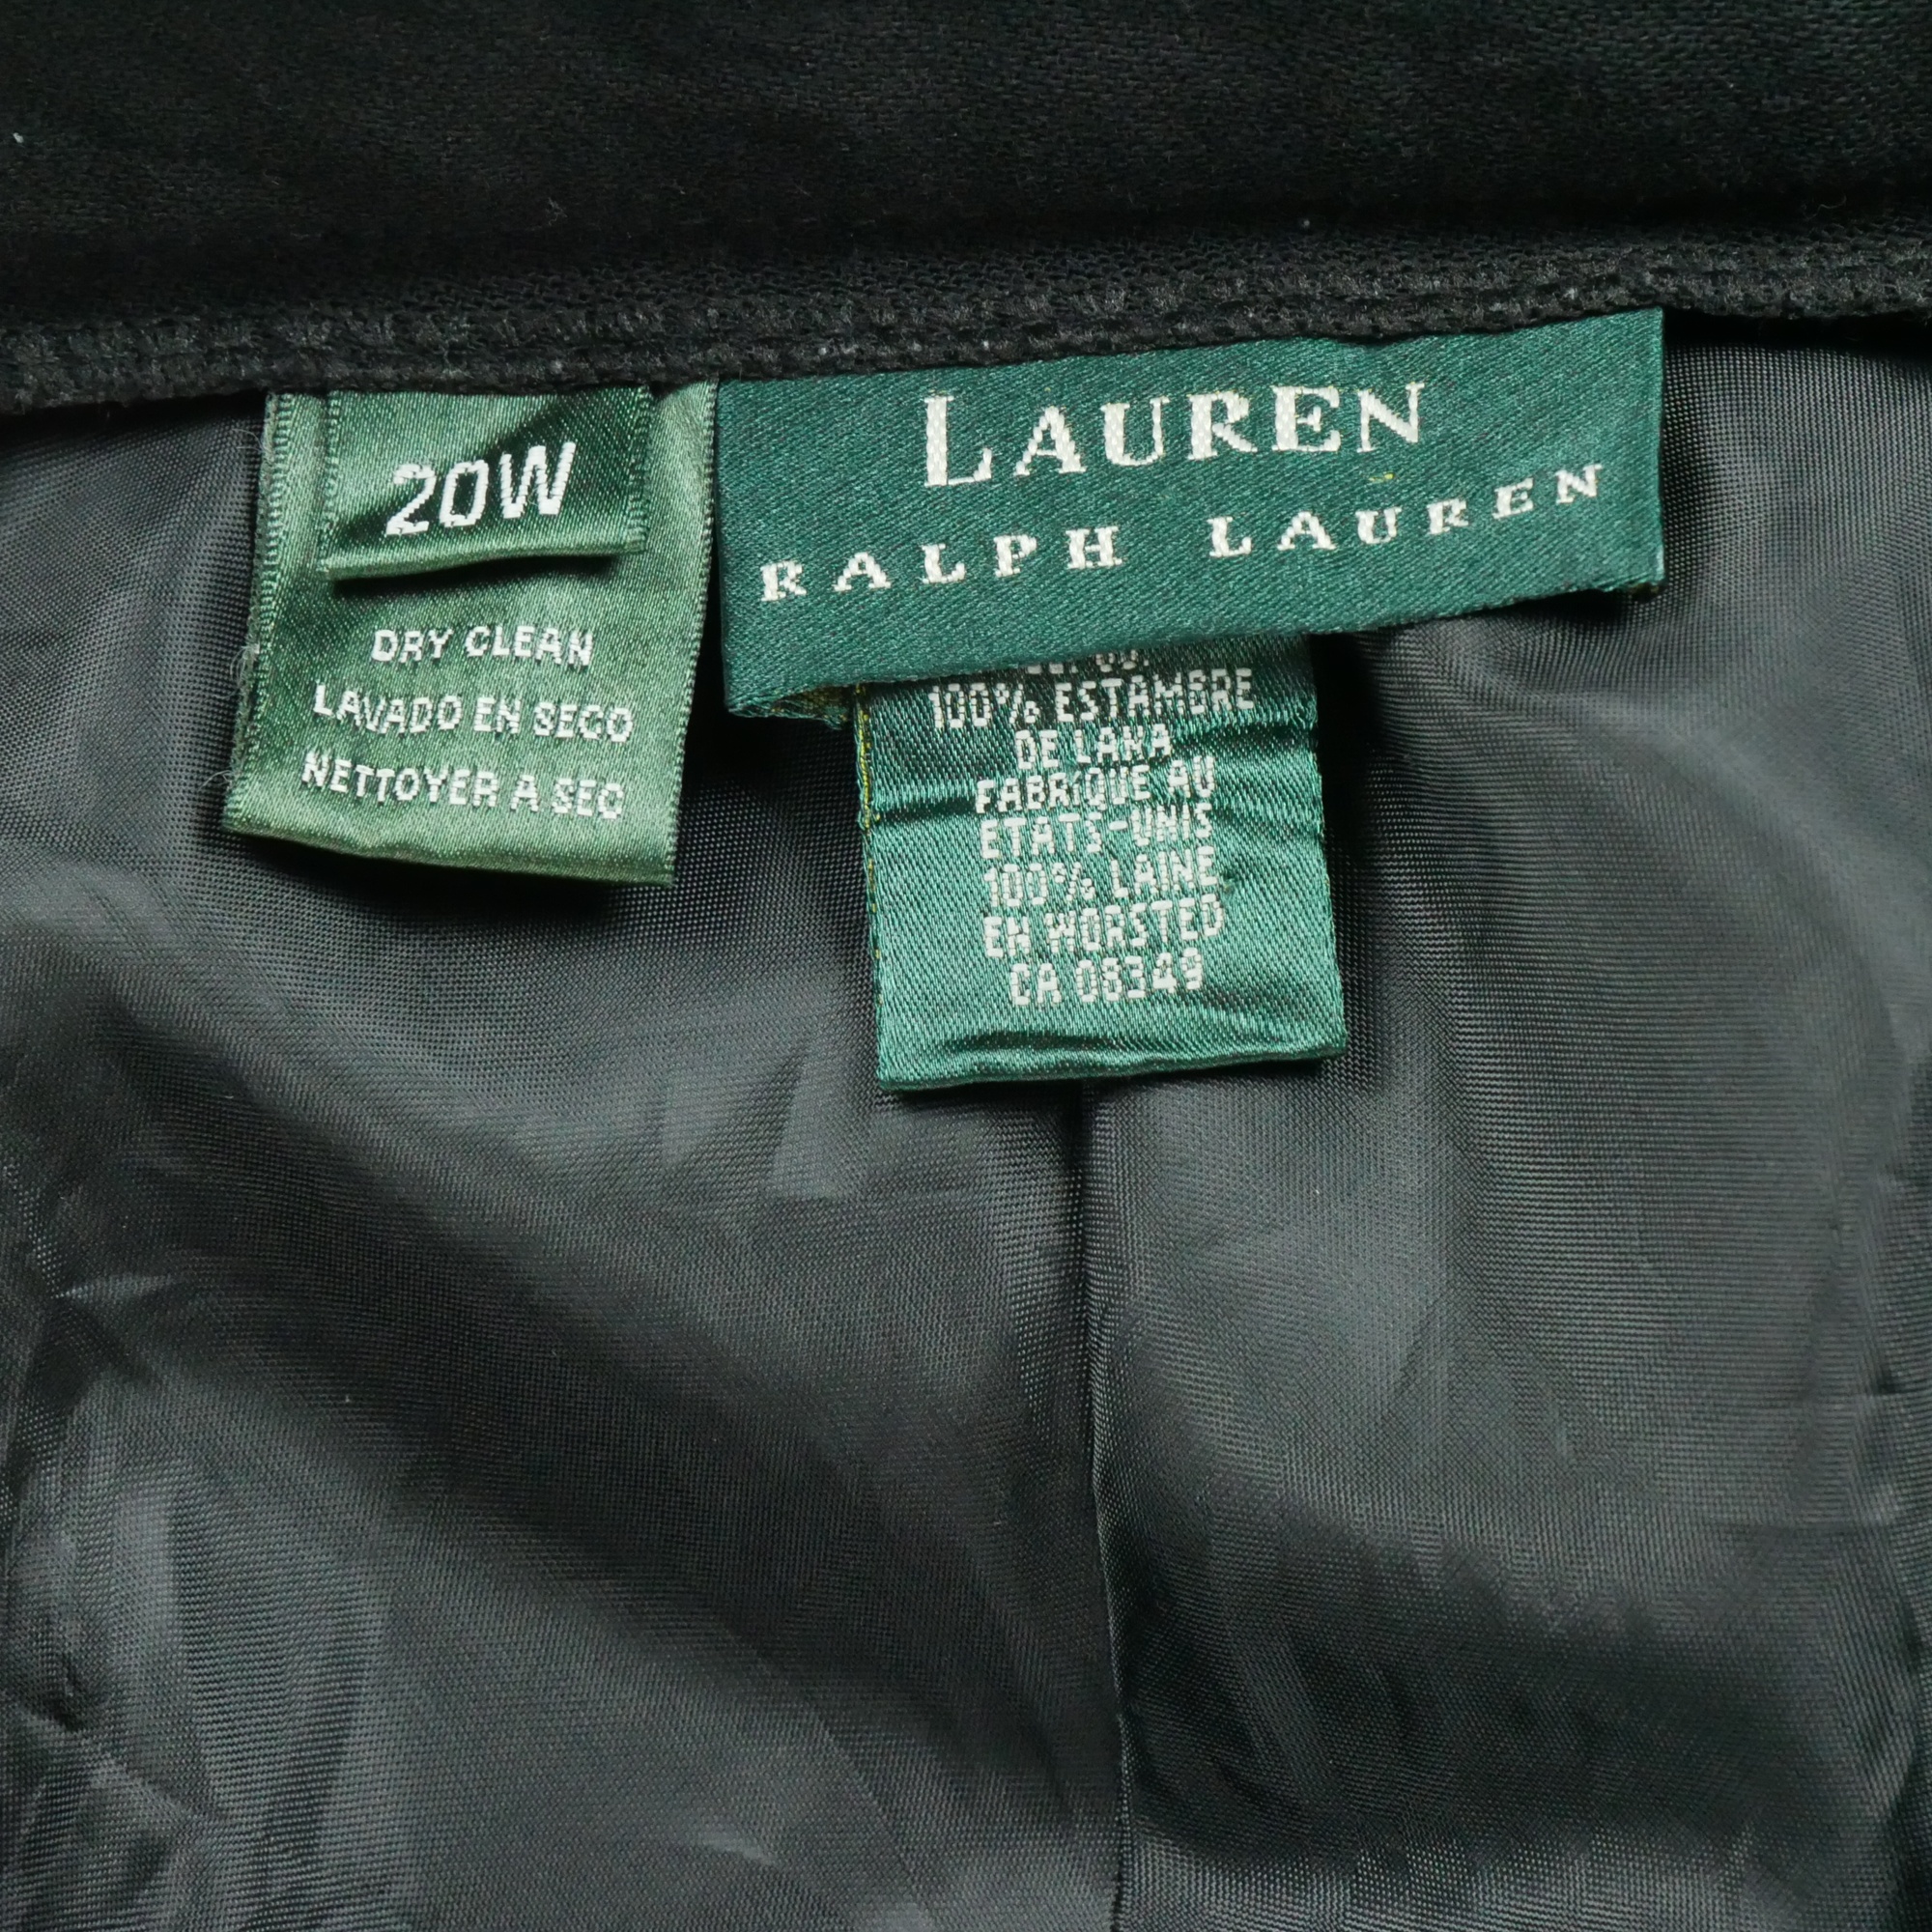 20W
DRY CLEAN
LAVADO EN SECO
NETTOYER A SEC
LAUREN
RALPH LAUREN
100% ESTAMBRE
DE LANA
FABRIQUE AU
ETATS-UNIS
100% LAINE
EN WORSTED
CA 08349